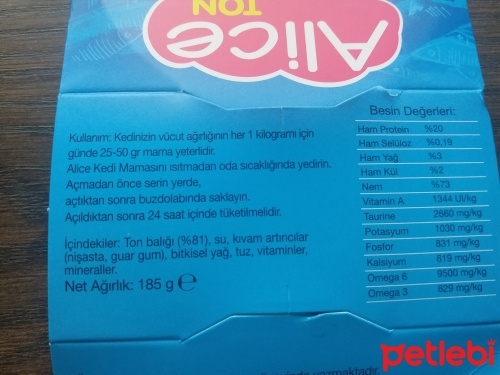 TON
Alice
Kullanım: Kedinizin vücut ağırlığının her 1 kilogramı için
günde 25-50 gr mama yeterlidir.
Alice Kedi Mamasını ısıtmadan oda sıcaklığında yedirin.
Açmadan önce serin yerde,
açtıktan sonra buzdolabında saklayın.
Açıldıktan sonra 24 saat içinde tüketilmelidir.
İçindekiler: Ton balığı (%81), su, kıvam artırıcılar
(nişasta, guar gum), bitkisel yağ, tuz, vitaminler,
mineraller.
Net Ağırlık: 185 g ℮
Besin Değerleri:
Ham Protein %20
Ham Selüloz %0,19
Ham Yağ %3
Ham Kül %2
Nem %73
Vitamin A 1344 UI/kg
Taurine 2660 mg/kg
Potasyum 1030 mg/kg
Fosfor 831 mg/kg
Kalsiyum 619 mg/kg
Omega 6 9500 mg/kg
Omega 3 629 mg/kg
petlebi